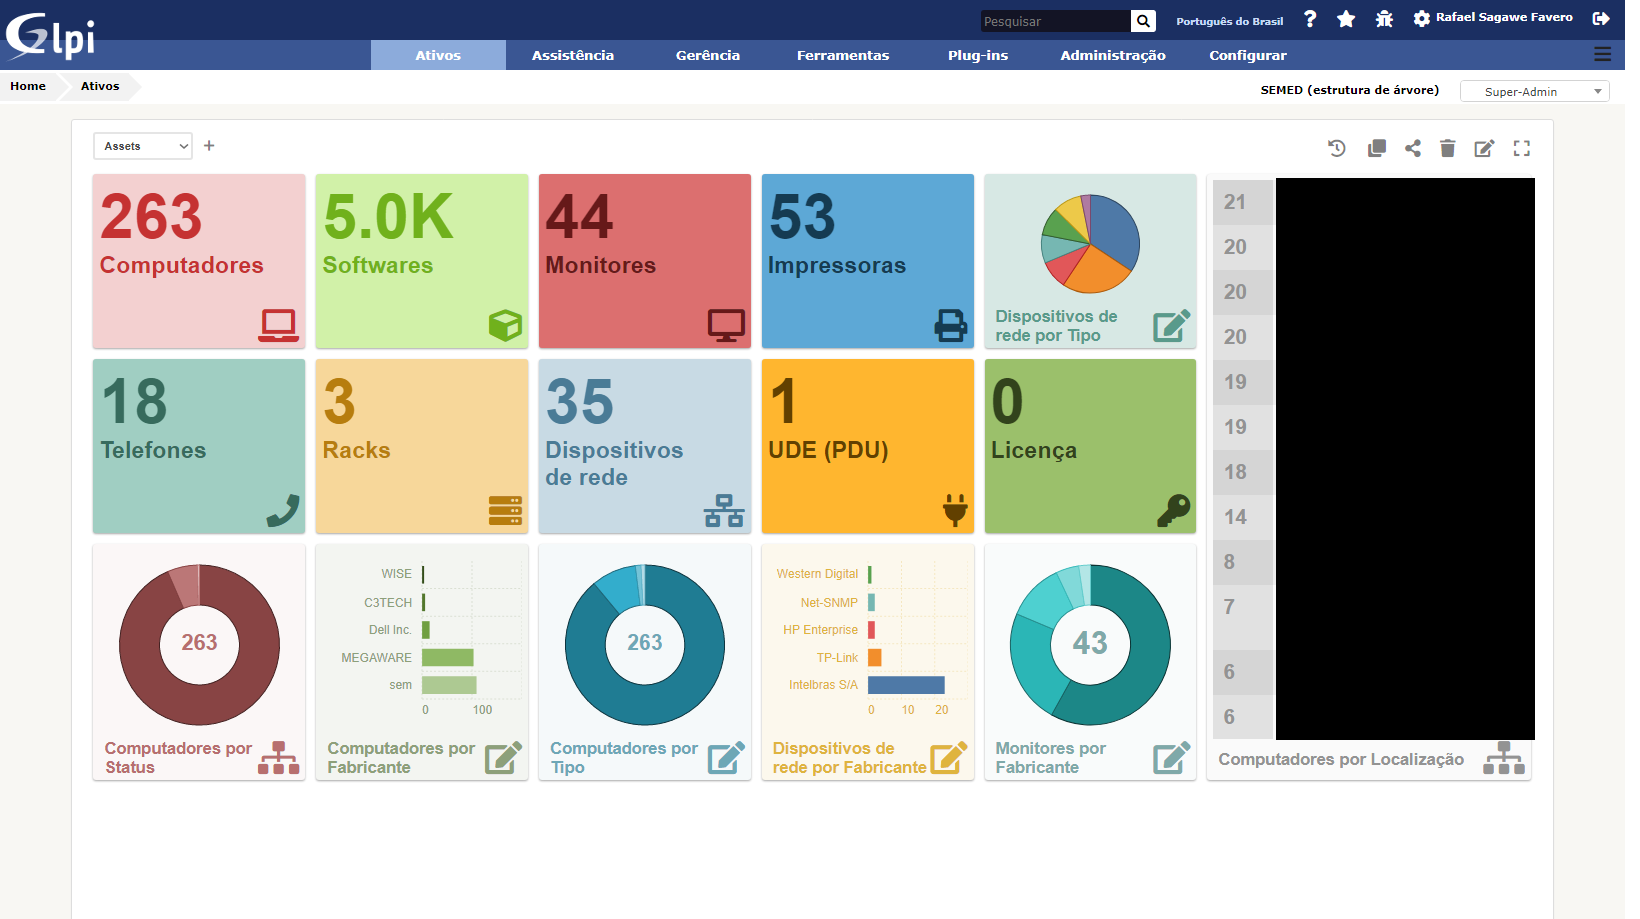 Glpi
Pesquisar
Português do Brasil
?
Rafael Sagawe Favero
Ativos
Assistência
Gerência
Ferramentas
Plug-ins
Administração
Configurar
Home
Ativos
SEMED (estrutura de árvore)
Super-Admin
Assets
+
263
Computadores
5.0K
Softwares
44
Monitores
53
Impressoras
Dispositivos de
rede por Tipo
18
Telefones
3
Racks
35
Dispositivos
de rede
1
UDE (PDU)
0
Licença
263
Computadores por
Status
WISE
C3TECH
Dell Inc.
MEGAWARE
sem
0 100
Computadores por
Fabricante
263
Computadores por
Tipo
Western Digital
Net-SNMP
HP Enterprise
TP-Link
Intelbras S/A
0 10 20
Dispositivos de
rede por Fabricante
43
Monitores por
Fabricante
21
20
20
20
19
19
18
14
8
7
6
6
Computadores por Localização